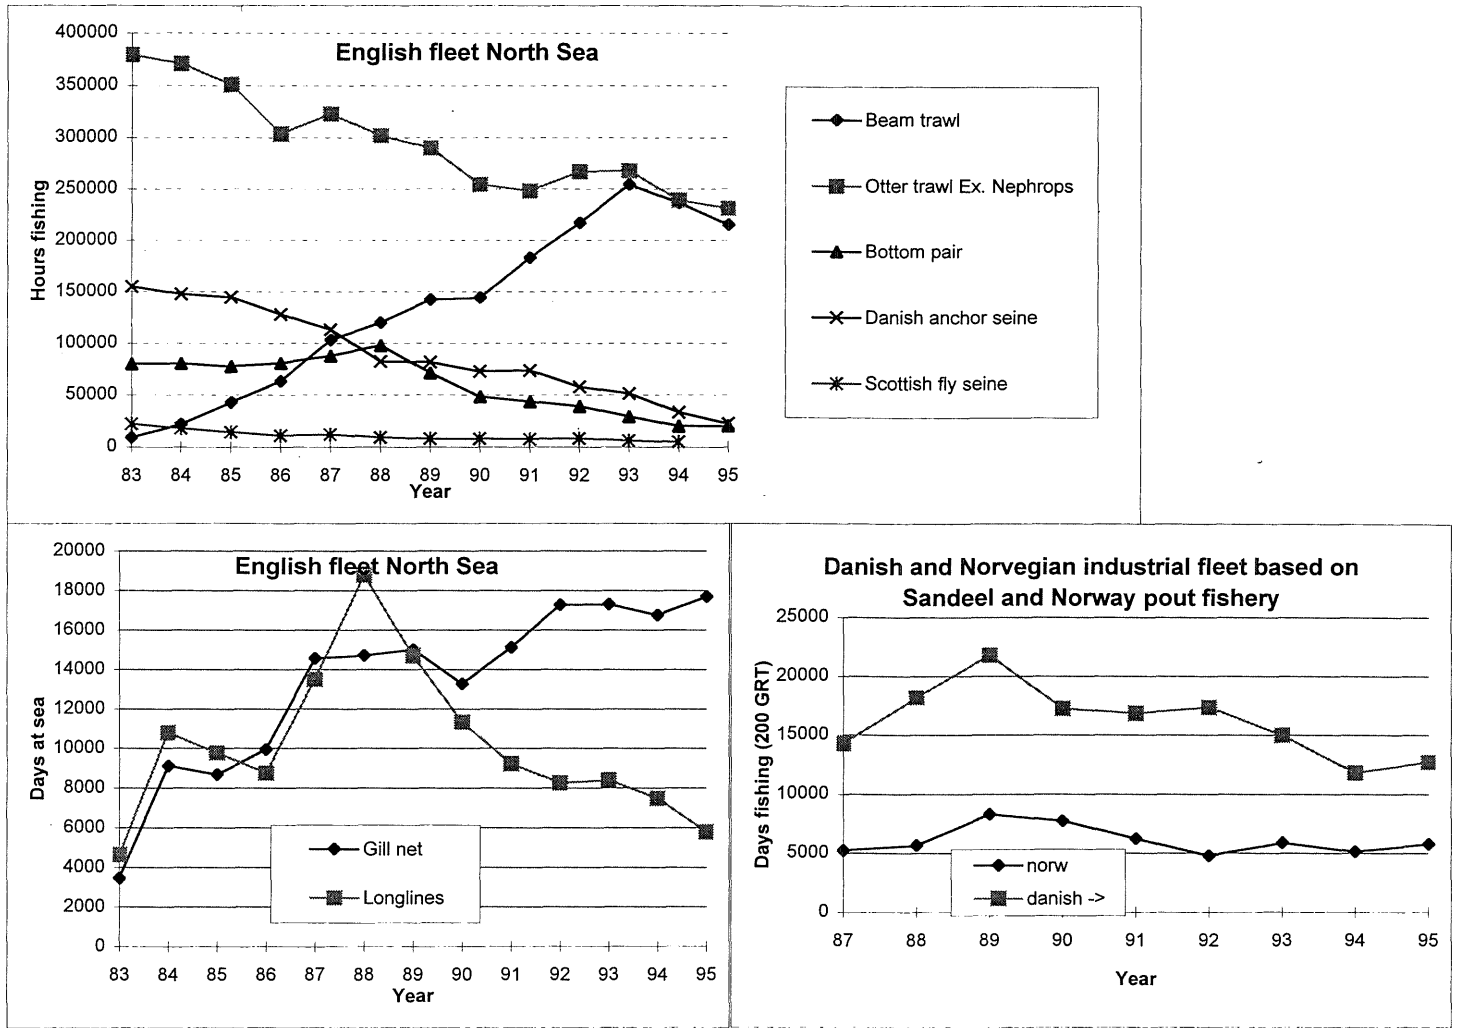 English fleet North Sea
400000
350000
300000
250000
200000
150000
100000
50000
0
Hours fishing
83 84 85 86 87 88 89 90 91 92 93 94 95
Year
Beam trawl
Otter trawl Ex. Nephrops
Bottom pair
Danish anchor seine
Scottish fly seine
English fleet North Sea
20000
18000
16000
14000
12000
10000
8000
6000
4000
2000
0
Days at sea
Gill net
Longlines
83 84 85 86 87 88 89 90 91 92 93 94 95
Year
Danish and Norvegian industrial fleet based on
Sandeel and Norway pout fishery
25000
20000
15000
10000
5000
0
Days fishing (200 GRT)
norw
danish ->
87 88 89 90 91 92 93 94 95
Year